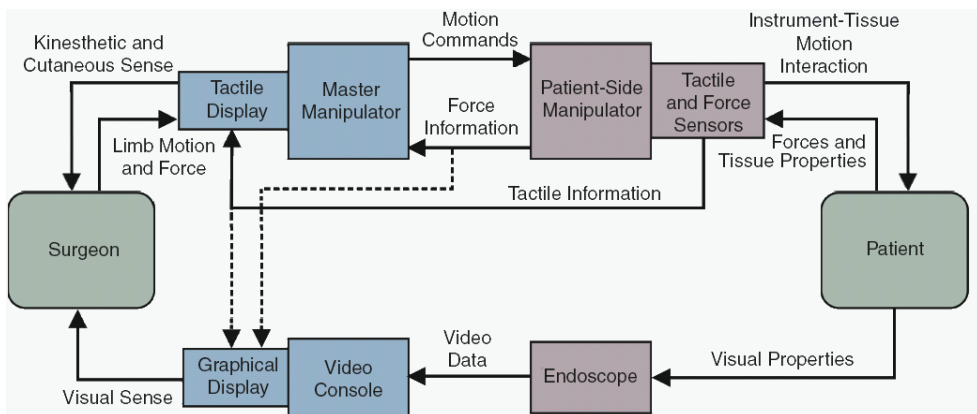 Kinesthetic and
Cutaneous Sense
Motion
Commands
Instrument-Tissue
Motion
Interaction
Tactile
Display
Master
Manipulator
Patient-Side
Manipulator
Tactile
and Force
Sensors
Force
Information
Limb Motion
and Force
Forces and
Tissue Properties
Tactile Information
Surgeon
Patient
Graphical
Display
Video
Console
Video
Data
Endoscope
Visual Properties
Visual Sense